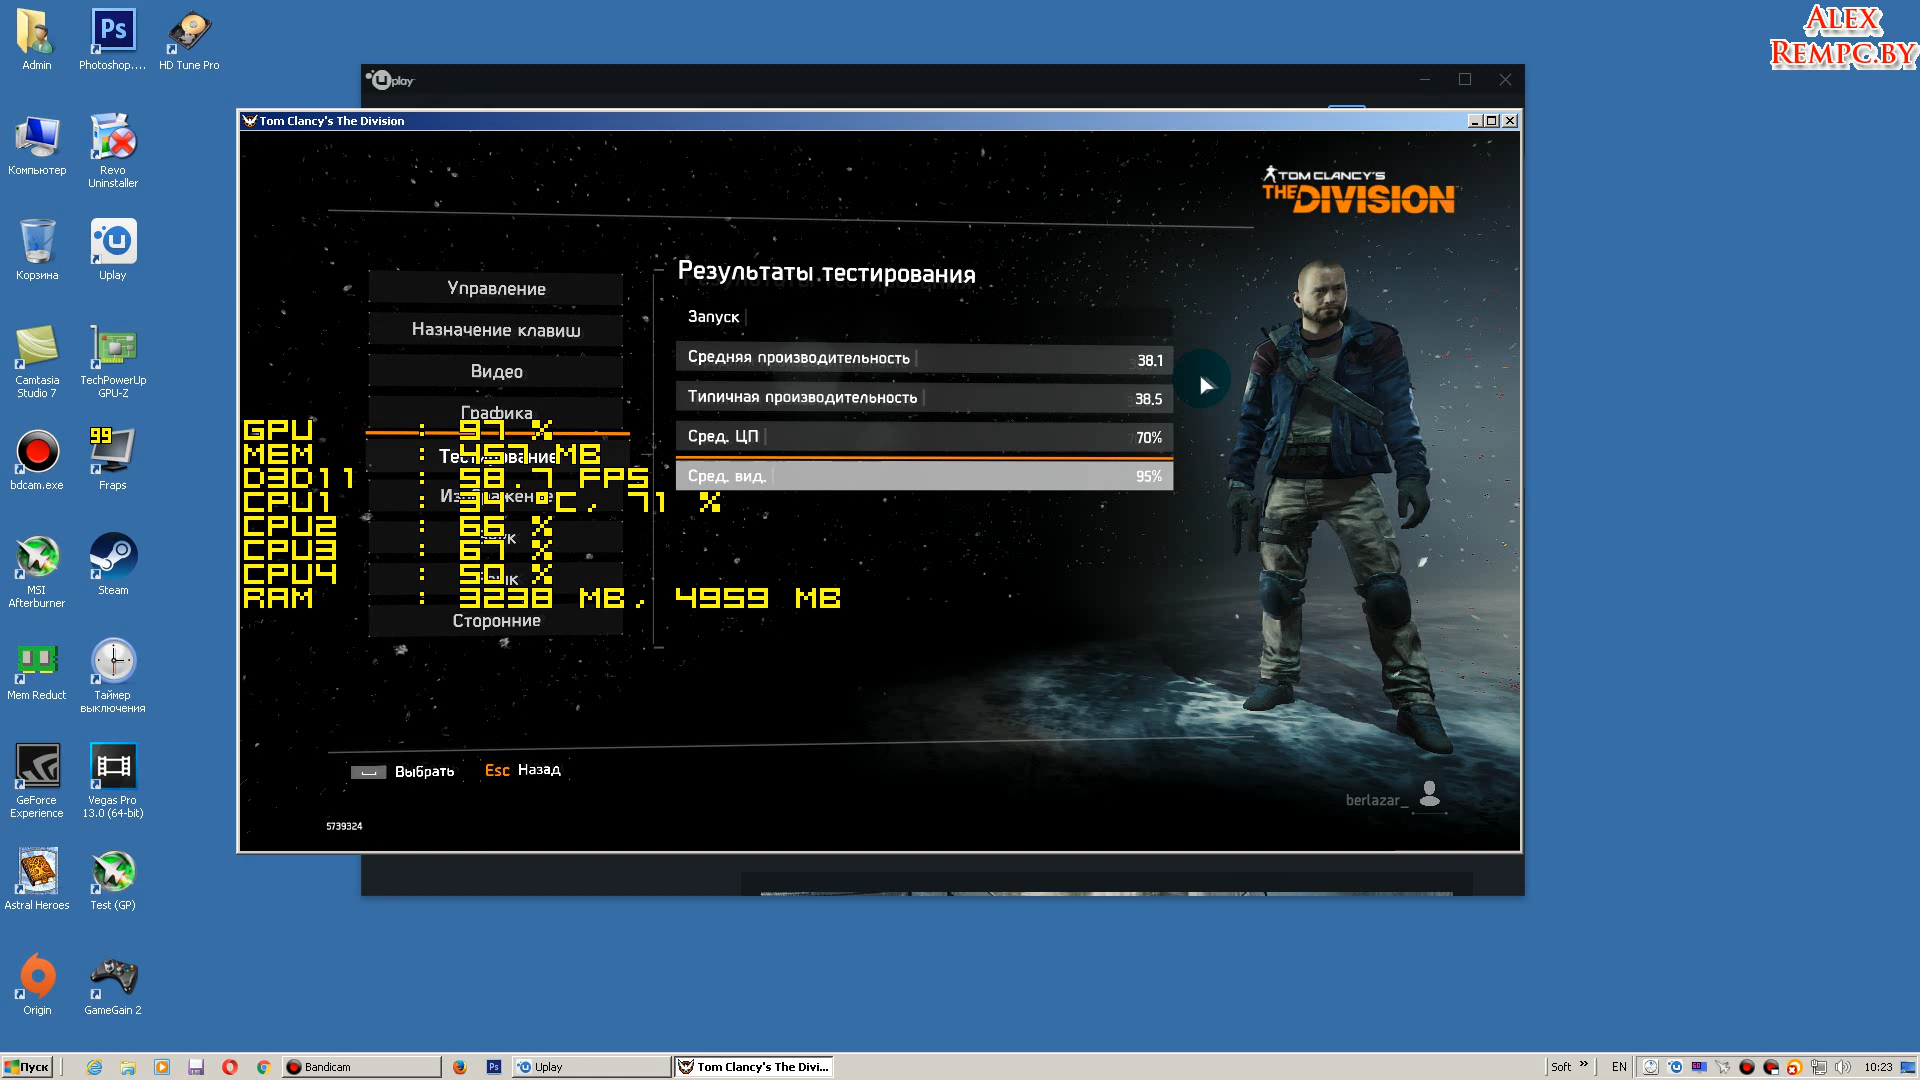 Admin
Photoshop....
HD Tune Pro
ALEX
REMPC.BY
Компьютер
Revo
Uninstaller
Корзина
Uplay
Camtasia
Studio 7
TechPowerUp
GPU-Z
bdcam.exe
99
Fraps
MSI
Afterburner
Steam
Mem Reduct
Таймер
выключения
GeForce
Experience
Vegas Pro
13.0 (64-bit)
Astral Heroes
Test (GP)
Origin
GameGain 2
uplay
Tom Clancy's The Division
TOM CLANCY'S
THE DIVISION
Управление
Назначение клавиш
Видео
Графика
Тестирование
Изображение
Сторонние
Результаты тестирования
Запуск
Средняя производительность 38.1
Типичная производительность 38.5
Сред. ЦП 70%
Сред. вид. 95%
GPU : 97 %
MEM : 457 MB
D3D11 : 58.7 FPS
CPU1 : 34 °C, 71 %
CPU2 : 66 %
CPU3 : 67 %
CPU4 : 50 %
RAM : 3238 MB, 4959 MB
Выбрать Esc Назад
berlazar_
5739324
Пуск
Bandicam
Ps
Uplay
Tom Clancy's The Divi...
Soft
EN
10:23